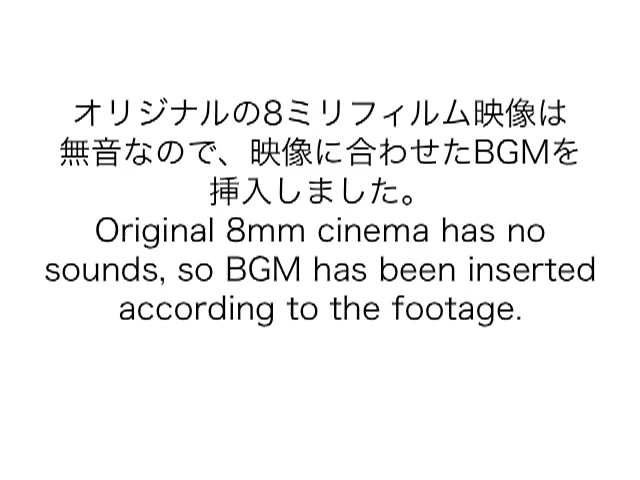 オリジナルの8ミリフィルム映像は
無音なので、映像に合わせたBGMを
挿入しました。
Original 8mm cinema has no
sounds, so BGM has been inserted
according to the footage.